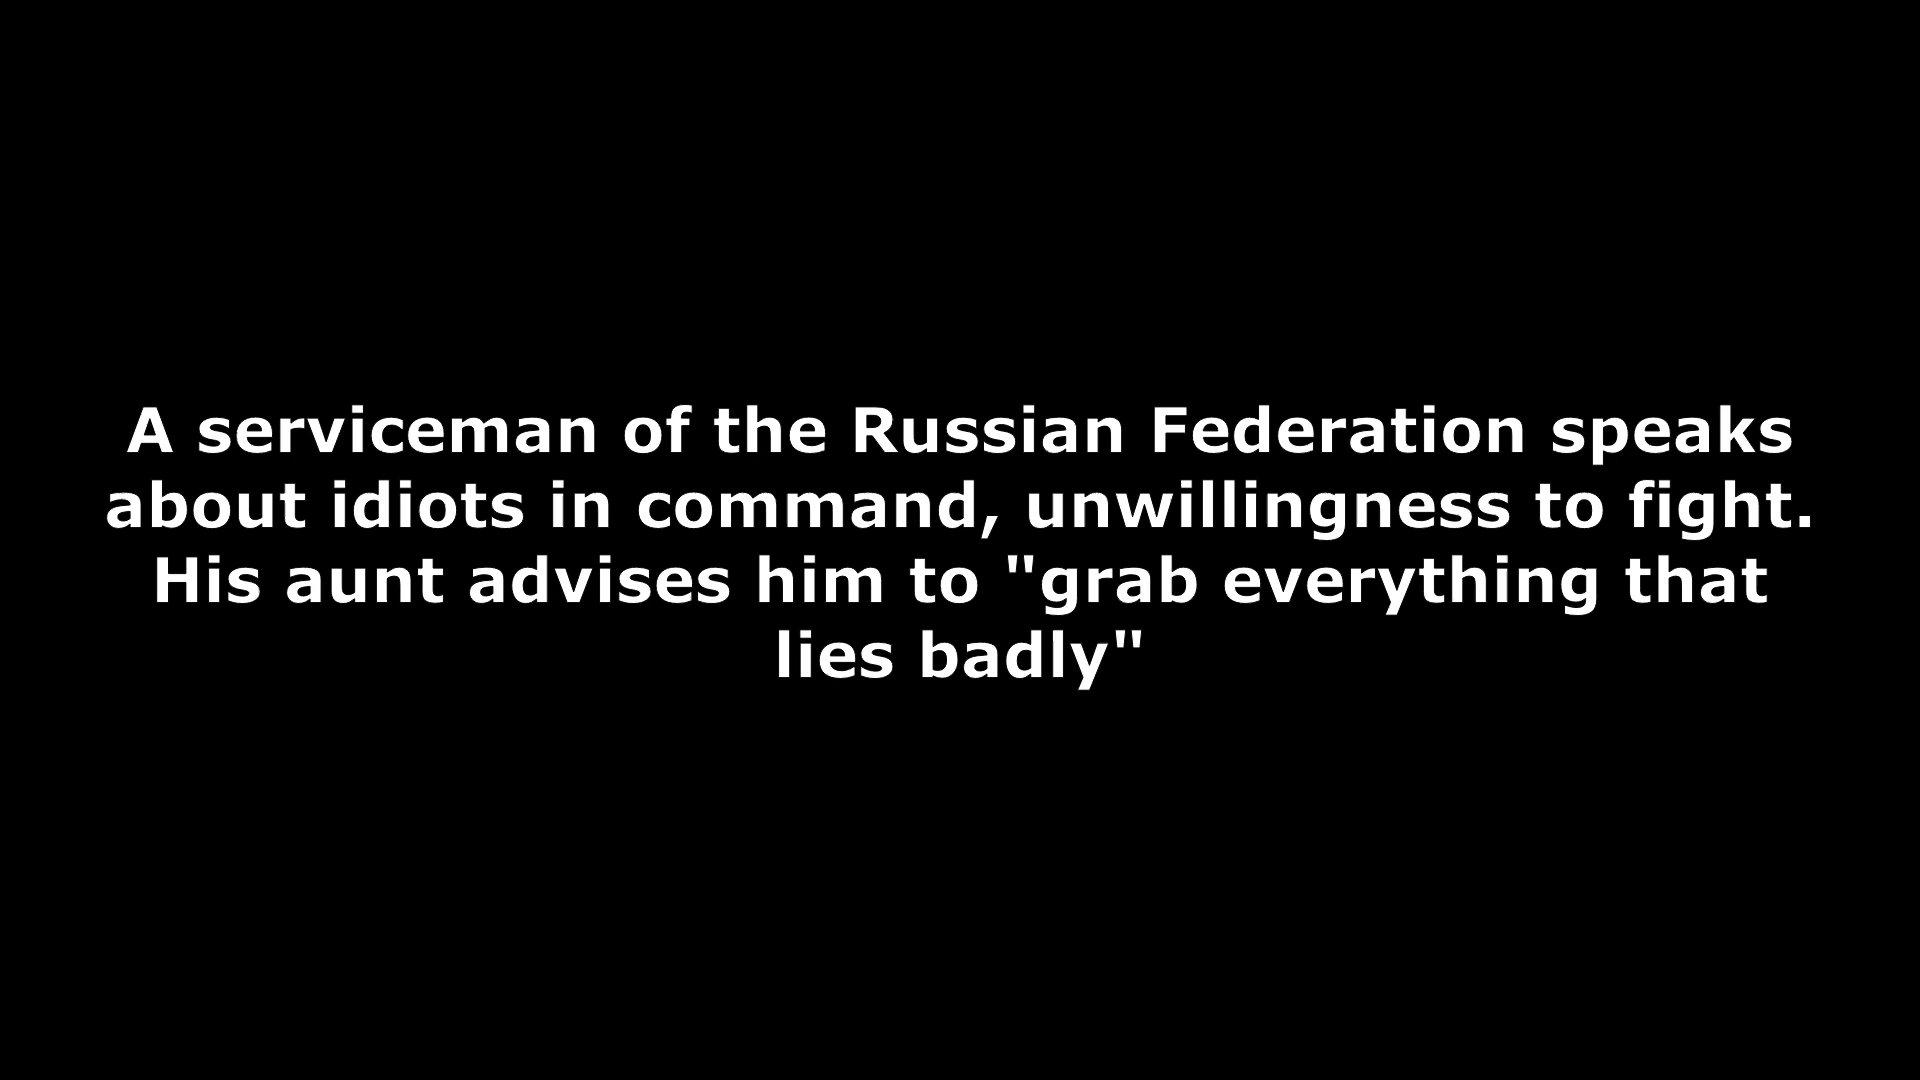 A serviceman of the Russian Federation speaks
about idiots in command, unwillingness to fight.
His aunt advises him to "grab everything that
lies badly"